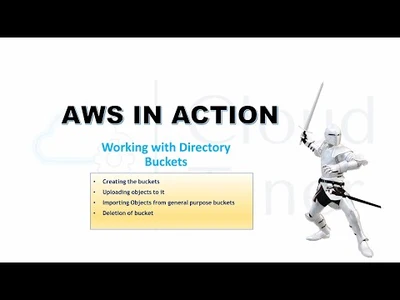 AWS IN ACTION
Working with Directory
Buckets
• Creating the buckets
• Uploading objects to it
• Importing Objects from general purpose buckets
• Deletion of bucket
Cloud